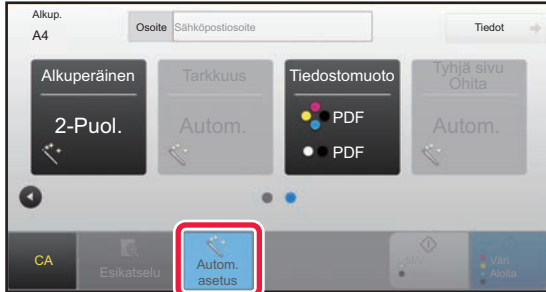 Alkup.
A4
Osoite
Sähköpostiosoite
Tiedot
Alkuperäinen
2-Puol.
Tarkkuus
Autom.
Tiedostomuoto
PDF
PDF
Tyhjä sivu
Ohita
Autom.
CA
Esikatselu
Autom.
asetus
M/V
Väri
Aloita